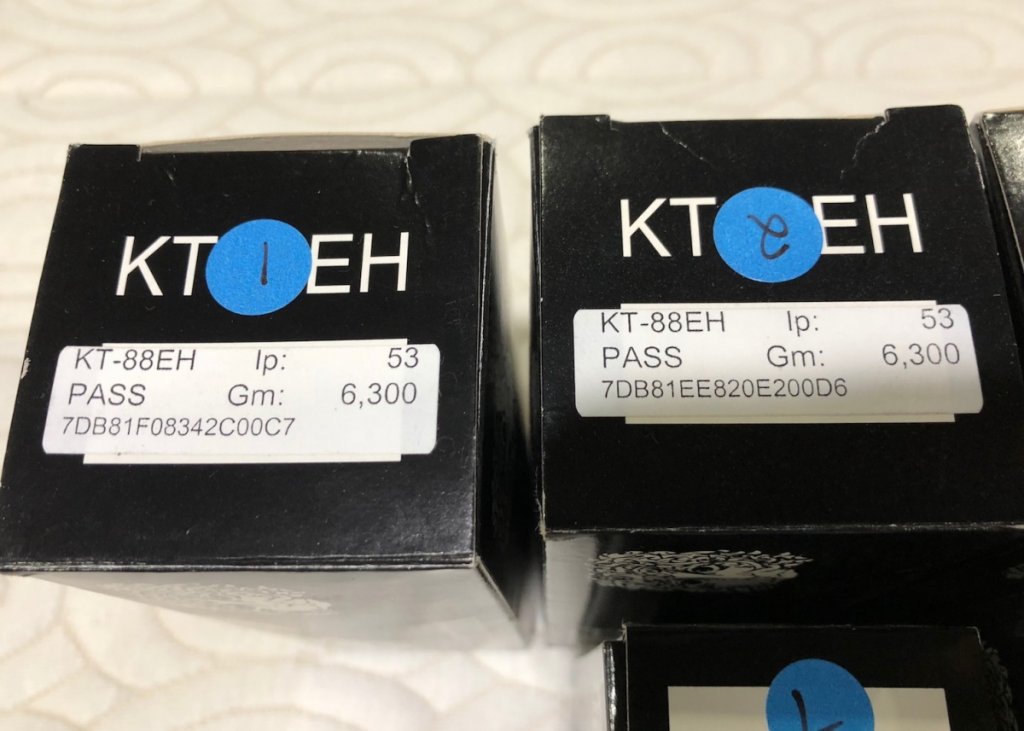 KT 1 EH
KT-88EH Ip: 53
PASS Gm: 6,300
7DB81F08342C00C7
KT EH
KT-88EH Ip: 53
PASS Gm: 6,300
7DB81EE820E200D6